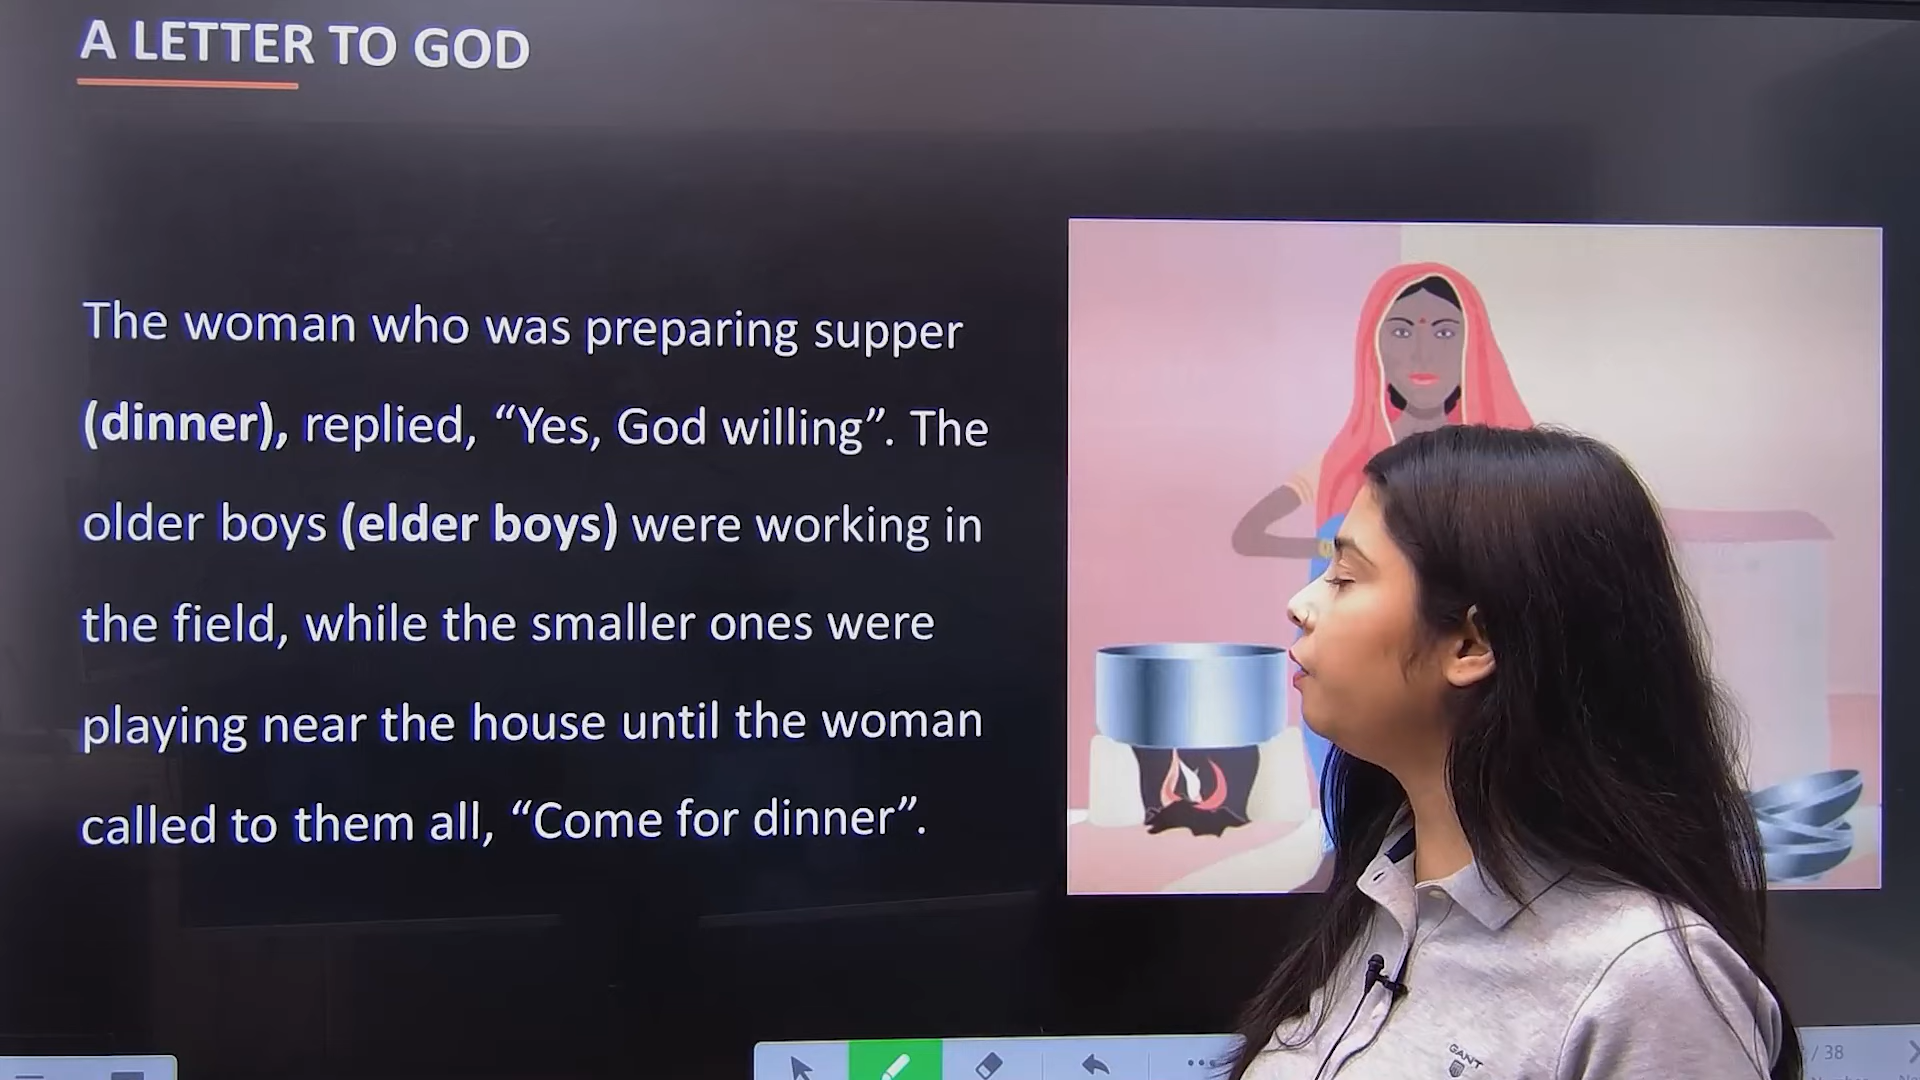 A LETTER TO GOD
The woman who was preparing supper
(dinner), replied, “Yes, God willing”. The
older boys (elder boys) were working in
the field, while the smaller ones were
playing near the house until the woman
called to them all, “Come for dinner”.
GANT
/ 38